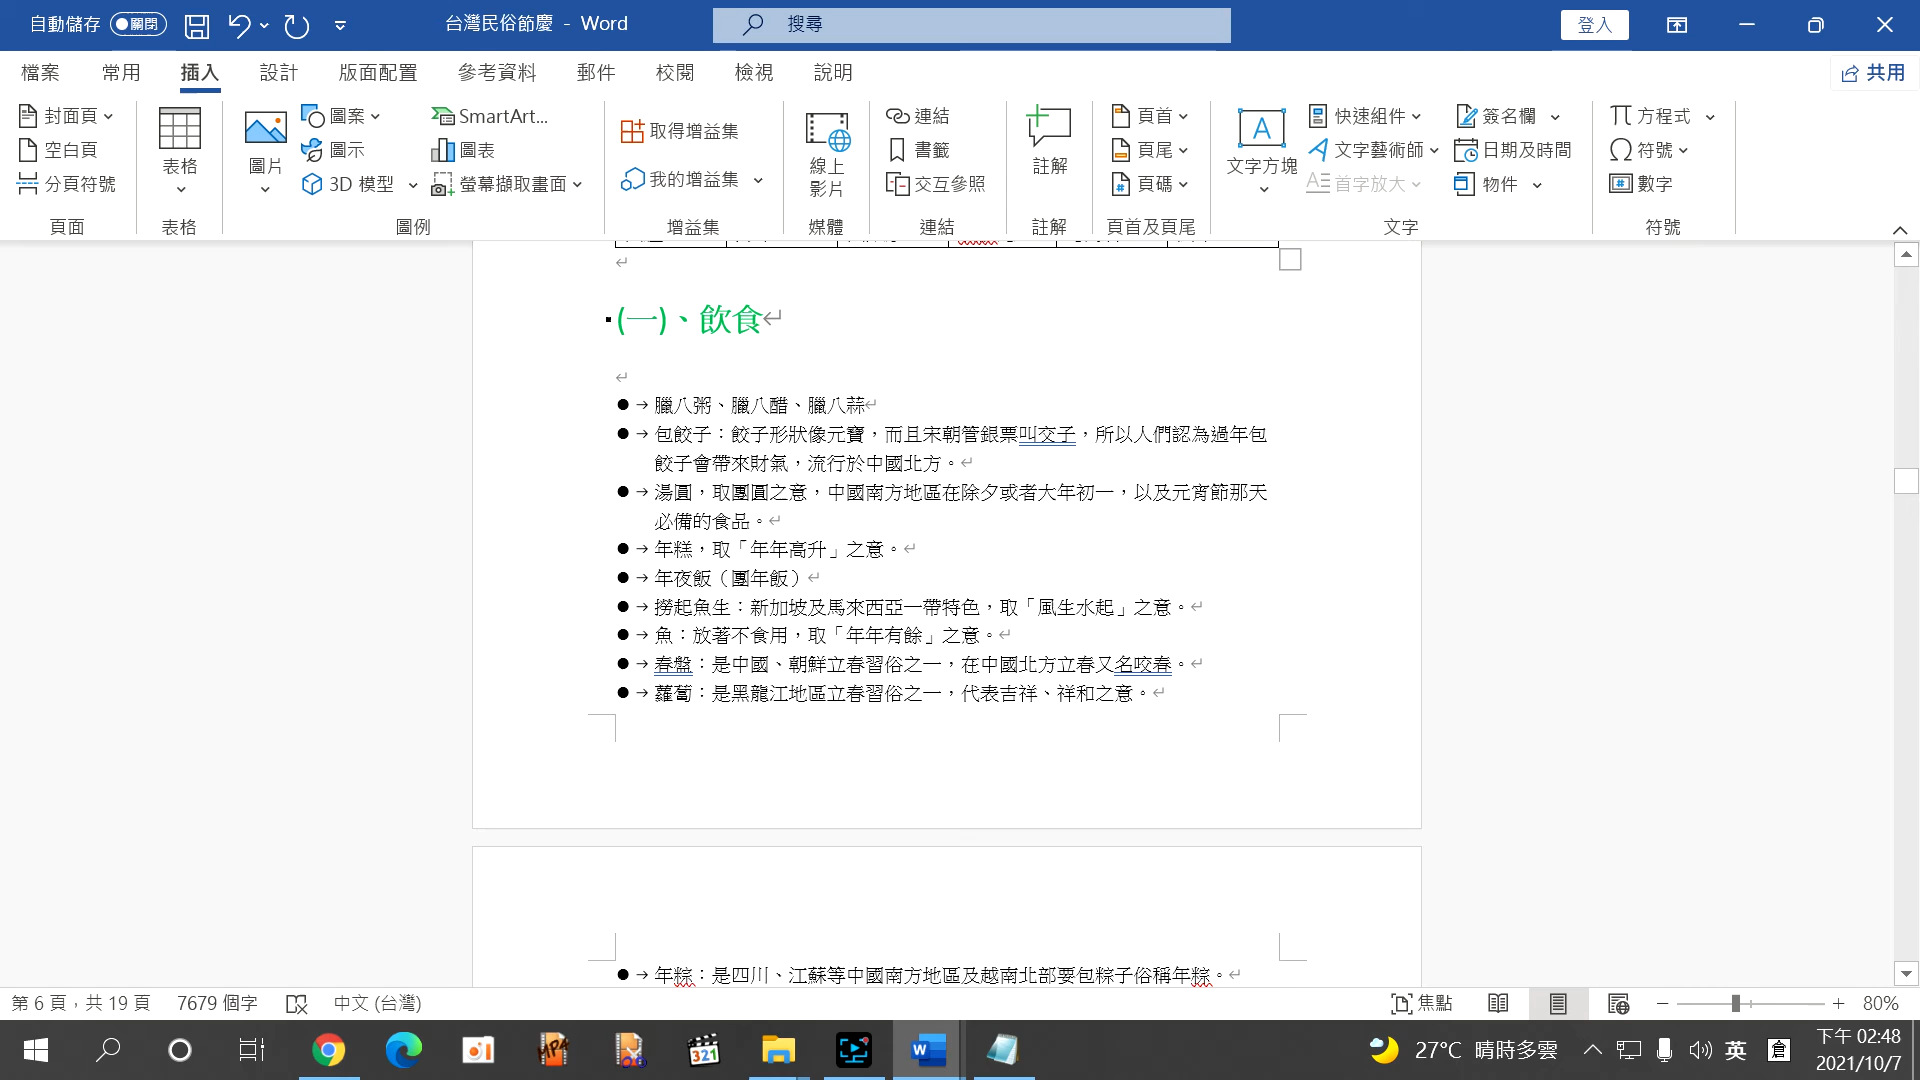 自動儲存 關閉 台灣民俗節慶 - Word 搜尋 登入
檔案 常用 插入 設計 版面配置 參考資料 郵件 校閱 檢視 說明 共用
封面頁 圖案 SmartArt... 連結 頁首 快速組件 簽名欄 方程式
取得增益集
空白頁 圖示 圖表 書籤 頁尾 文字藝術師 日期及時間 符號
表格 圖片 線上 註解 文字方塊
分頁符號 3D 模型 螢幕擷取畫面 我的增益集 影片 交互參照 頁碼 首字放大 物件 數字
頁面 表格 圖例 增益集 媒體 連結 註解 頁首及頁尾 文字 符號
(一)、飲食
臘八粥、臘八醋、臘八蒜
包餃子：餃子形狀像元寶，而且宋朝管銀票叫交子，所以人們認為過年包
餃子會帶來財氣，流行於中國北方。
湯圓，取團圓之意，中國南方地區在除夕或者大年初一，以及元宵節那天
必備的食品。
年糕，取「年年高升」之意。
年夜飯（團年飯）
撈起魚生：新加坡及馬來西亞一帶特色，取「風生水起」之意。
魚：放著不食用，取「年年有餘」之意。
春盤：是中國、朝鮮立春習俗之一，在中國北方立春又名咬春。
蘿蔔：是黑龍江地區立春習俗之一，代表吉祥、祥和之意。
年粽：是四川、江蘇等中國南方地區及越南北部要包粽子俗稱年粽。
第 6 頁，共 19 頁 7679 個字 中文 (台灣) 焦點 80%
27°C 晴時多雲 英 倉 下午 02:48
2021/10/7